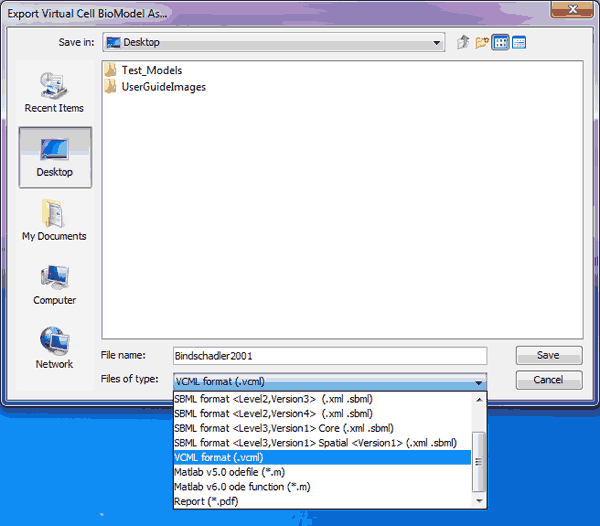 Export Virtual Cell BioModel As...
Save in:
Desktop
Test_Models
UserGuideImages
Recent Items
Desktop
My Documents
Computer
Network
File name:
Bindschadler2001
Save
Files of type:
VCML format (.vcml)
Cancel
SBML format <Level2,Version3> (.xml .sbml)
SBML format <Level2,Version4> (.xml .sbml)
SBML format <Level3,Version1> Core (.xml .sbml)
SBML format <Level3,Version1> Spatial <Version1> (.xml .sbml)
VCML format (.vcml)
Matlab v5.0 odefile (*.m)
Matlab v6.0 ode function (*.m)
Report (*.pdf)